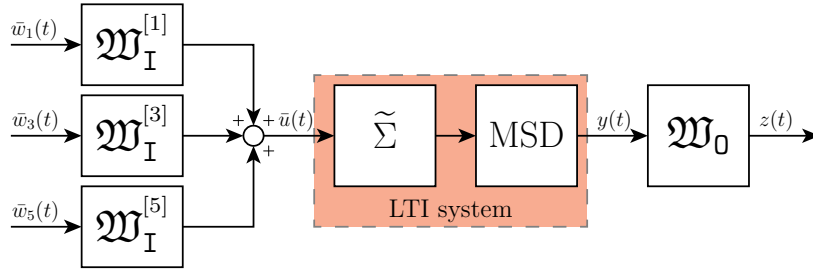 w̄₁(t) 𝔚_I^[1]
w̄₃(t) 𝔚_I^[3] + + + ū(t) Σ̃ MSD y(t) 𝔚_O z(t)
w̄₅(t) 𝔚_I^[5]
LTI system